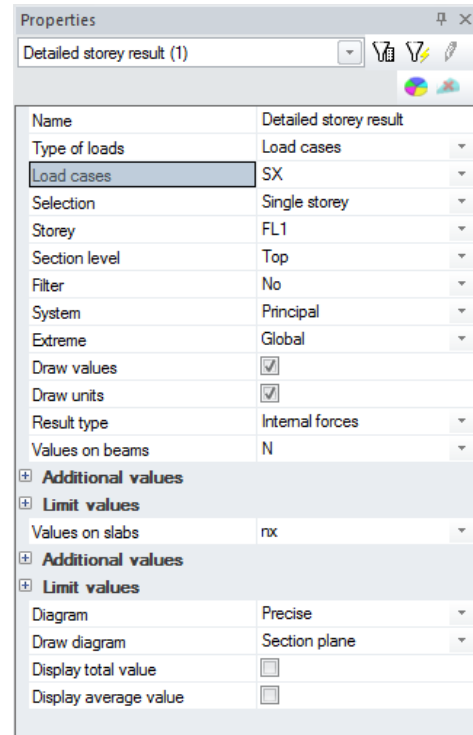 Properties
Detailed storey result (1)
Name Detailed storey result
Type of loads Load cases
Load cases SX
Selection Single storey
Storey FL1
Section level Top
Filter No
System Principal
Extreme Global
Draw values
Draw units
Result type Internal forces
Values on beams N
Additional values
Limit values
Values on slabs nx
Additional values
Limit values
Diagram Precise
Draw diagram Section plane
Display total value
Display average value